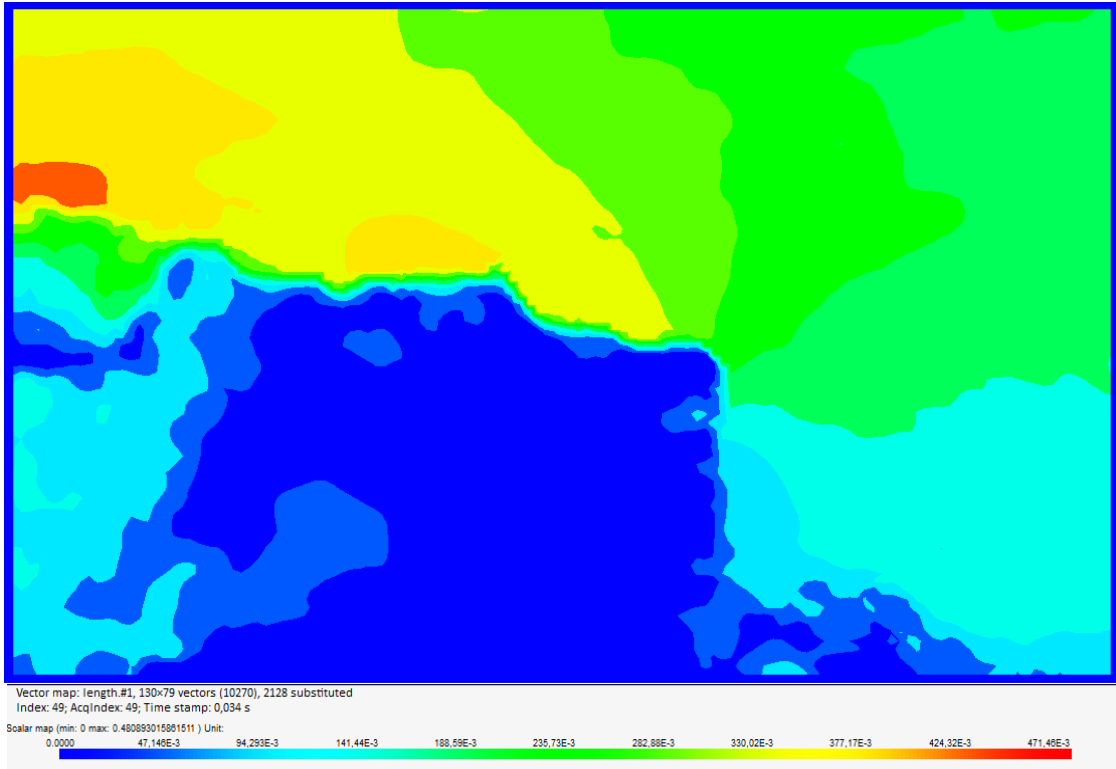 Vector map: length.#1, 130×79 vectors (10270), 2128 substituted
Index: 49; AcqIndex: 49; Time stamp: 0,034 s
Scalar map (min: 0 max: 0.480893015861511 ) Unit:
0.0000 47,146E-3 94,293E-3 141,44E-3 188,59E-3 235,73E-3 282,88E-3 330,02E-3 377,17E-3 424,32E-3 471,46E-3